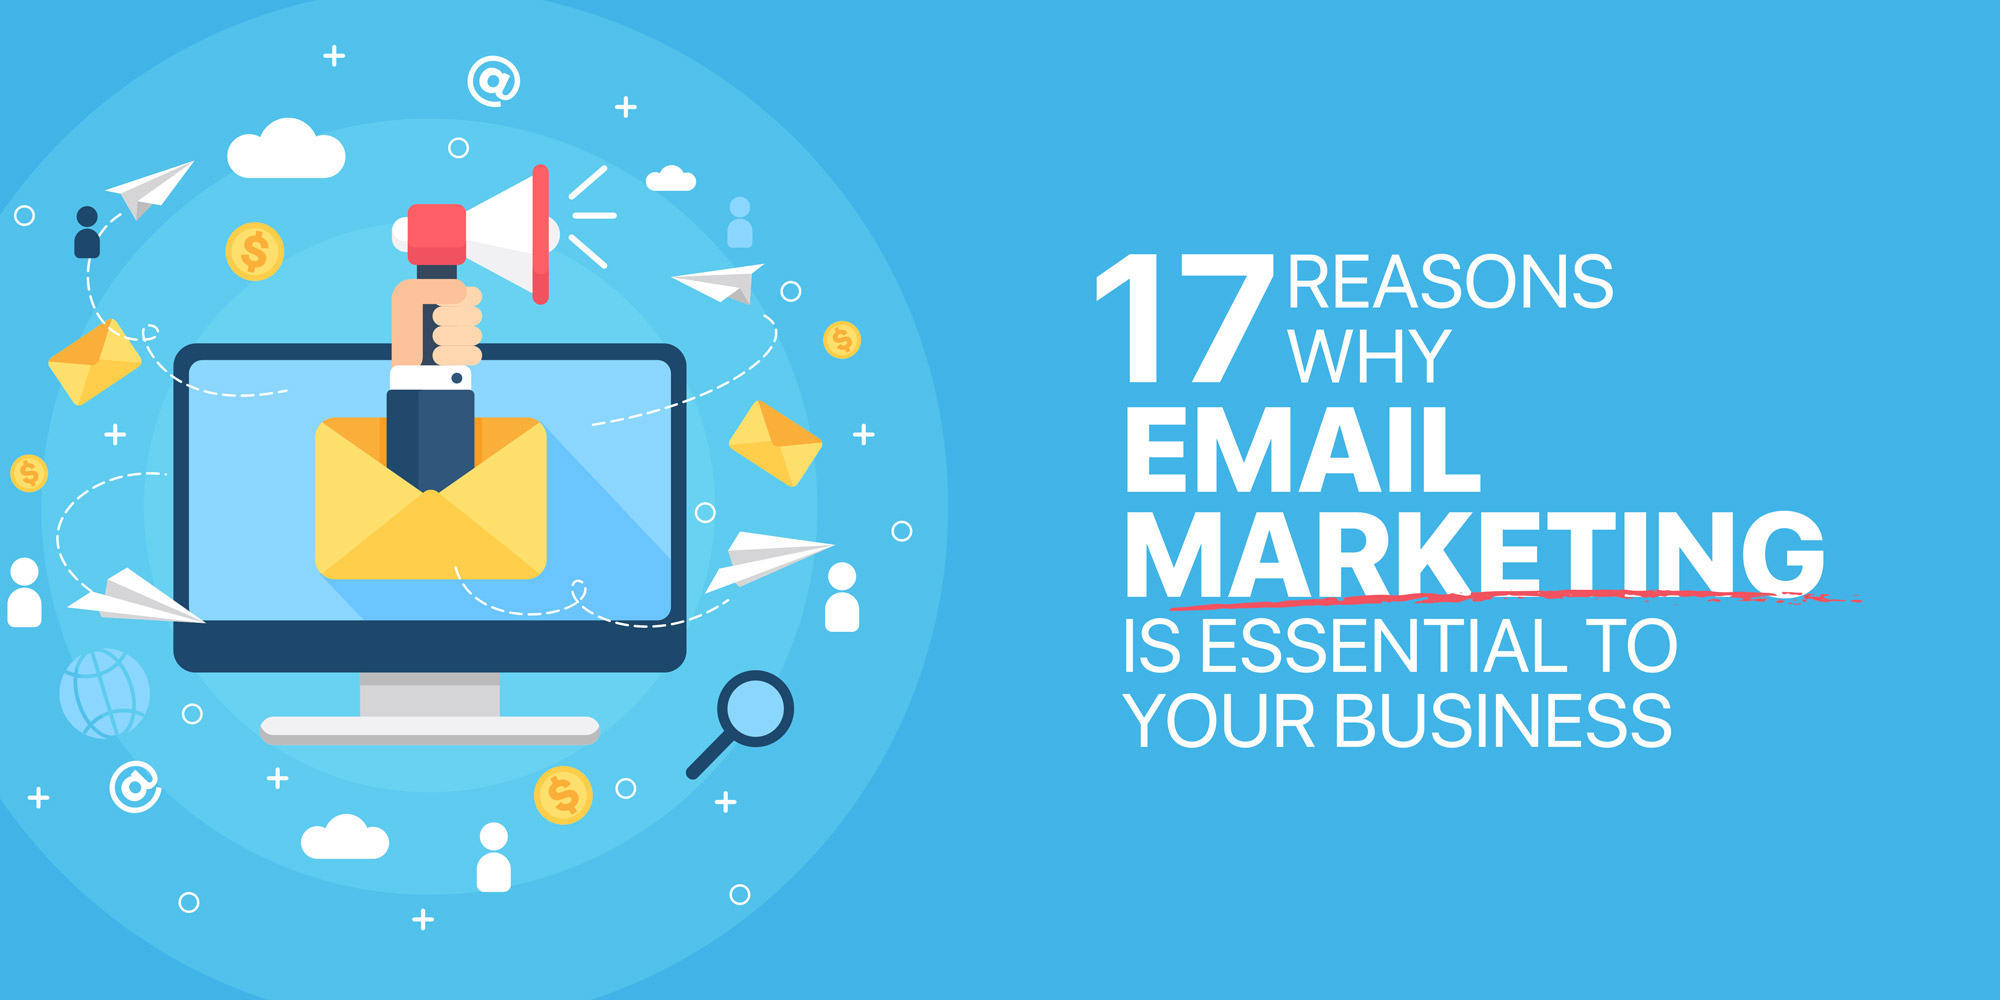 17 REASONS
WHY
EMAIL
MARKETING
IS ESSENTIAL TO
YOUR BUSINESS
@
$
$
$
@
$